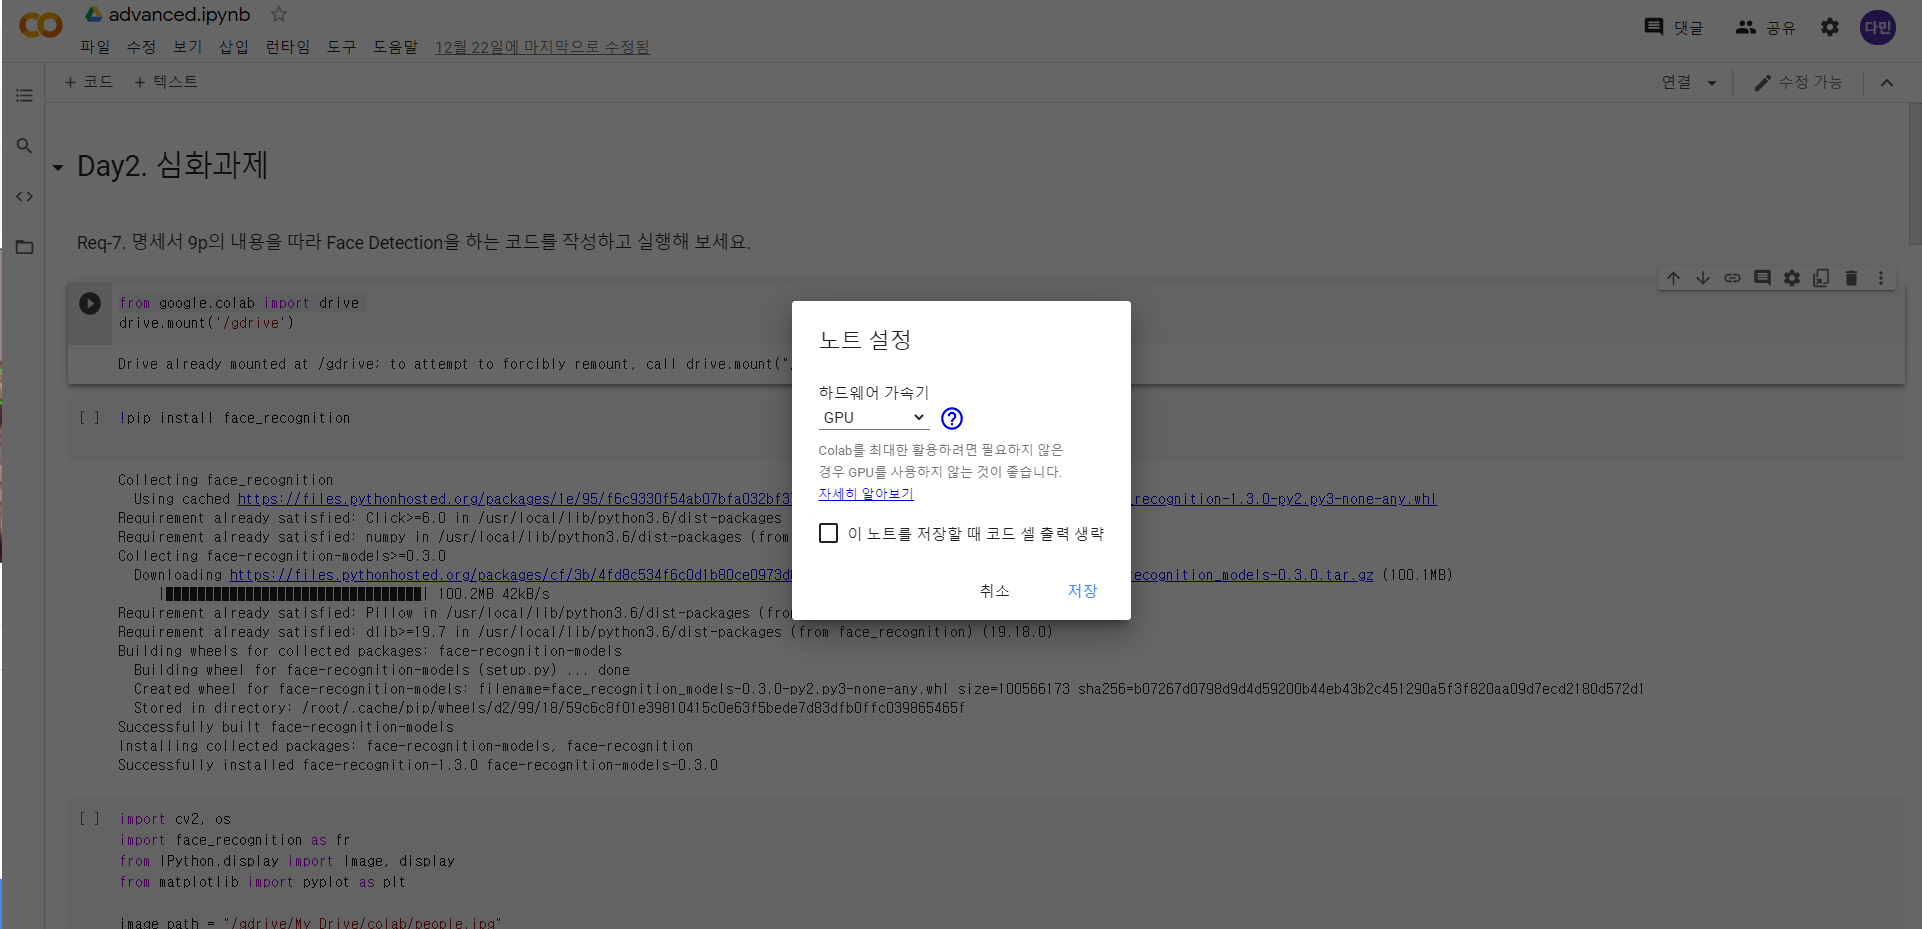 advanced.ipynb
파일 수정 보기 삽입 런타임 도구 도움말 12월 22일에 마지막으로 수정됨
댓글 공유 다민
+ 코드 + 텍스트
연결 수정 가능
Day2. 심화과제
Req-7. 명세서 9p의 내용을 따라 Face Detection을 하는 코드를 작성하고 실행해 보세요.
from google.colab import drive
drive.mount('/gdrive')
Drive already mounted at /gdrive; to attempt to forcibly remount, call drive.mount("
[ ] !pip install face_recognition
Collecting face_recognition
Using cached https://files.pythonhosted.org/packages/1e/95/f6c9330f54ab07bfa032bf3 recognition-1.3.0-py2.py3-none-any.whl
Requirement already satisfied: Click>=6.0 in /usr/local/lib/python3.6/dist-packages
Requirement already satisfied: numpy in /usr/local/lib/python3.6/dist-packages (from
Collecting face-recognition-models>=0.3.0
Downloading https://files.pythonhosted.org/packages/cf/3b/4fd8c534f6c0d1b80ce0973d ecognition_models-0.3.0.tar.gz (100.1MB)
100.2MB 42kB/s
Requirement already satisfied: Pillow in /usr/local/lib/python3.6/dist-packages (fro
Requirement already satisfied: dlib>=19.7 in /usr/local/lib/python3.6/dist-packages (from face_recognition) (19.18.0)
Building wheels for collected packages: face-recognition-models
Building wheel for face-recognition-models (setup.py) ... done
Created wheel for face-recognition-models: filename=face_recognition_models-0.3.0-py2.py3-none-any.whl size=100566173 sha256=b07267d0798d9d4d59200b44eb43b2c451290a5f3f820aa09d7ecd2180d572d1
Stored in directory: /root/.cache/pip/wheels/d2/99/18/59c6c8f01e39810415c0e63f5bede7d83dfb0ffc039865465f
Successfully built face-recognition-models
Installing collected packages: face-recognition-models, face-recognition
Successfully installed face-recognition-1.3.0 face-recognition-models-0.3.0
[ ] import cv2, os
import face_recognition as fr
from IPython.display import Image, display
from matplotlib import pyplot as plt
image_path = "/gdrive/My Drive/colab/people.jpg"
노트 설정
하드웨어 가속기
GPU
Colab를 최대한 활용하려면 필요하지 않은
경우 GPU를 사용하지 않는 것이 좋습니다.
자세히 알아보기
이 노트를 저장할 때 코드 셀 출력 생략
취소 저장